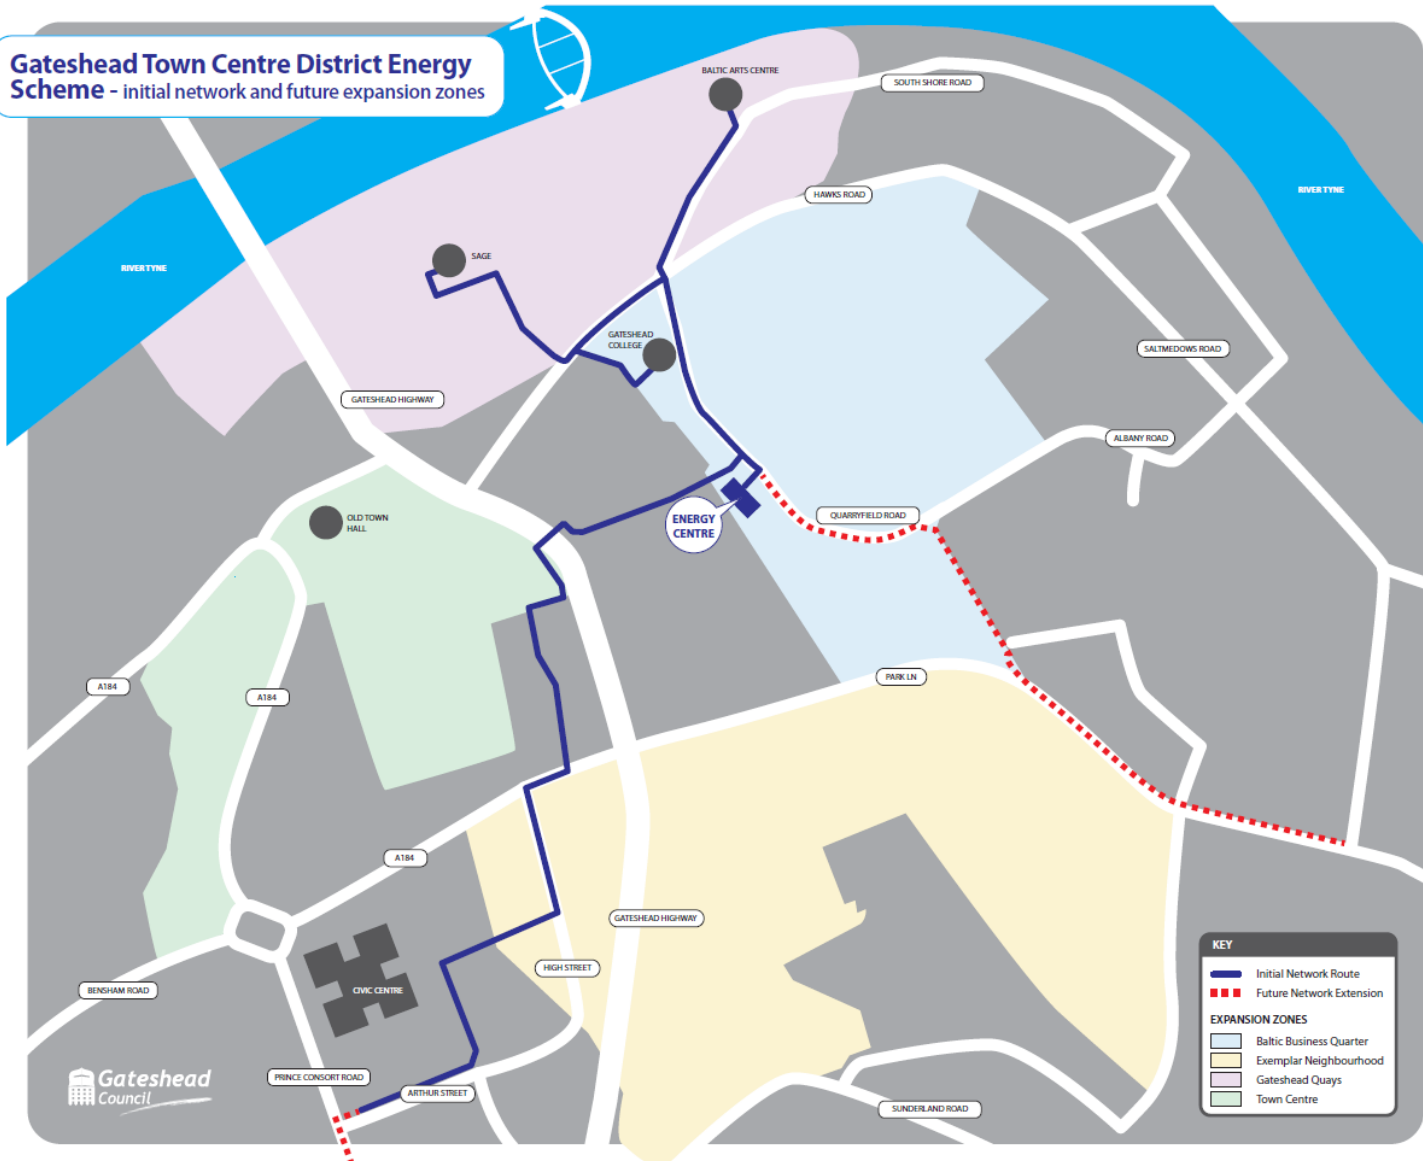 Gateshead Town Centre District Energy
Scheme - initial network and future expansion zones
BALTIC ARTS CENTRE
SOUTH SHORE ROAD
HAWKS ROAD
RIVER TYNE
RIVER TYNE
SAGE
GATESHEAD
COLLEGE
SALTMEDOWS ROAD
GATESHEAD HIGHWAY
ALBANY ROAD
OLD TOWN
HALL
ENERGY
CENTRE
QUARRYFIELD ROAD
PARK LN
A184
A184
A184
GATESHEAD HIGHWAY
HIGH STREET
CIVIC CENTRE
BENSHAM ROAD
PRINCE CONSORT ROAD
ARTHUR STREET
SUNDERLAND ROAD
Gateshead
Council
KEY
Initial Network Route
Future Network Extension
EXPANSION ZONES
Baltic Business Quarter
Exemplar Neighbourhood
Gateshead Quays
Town Centre